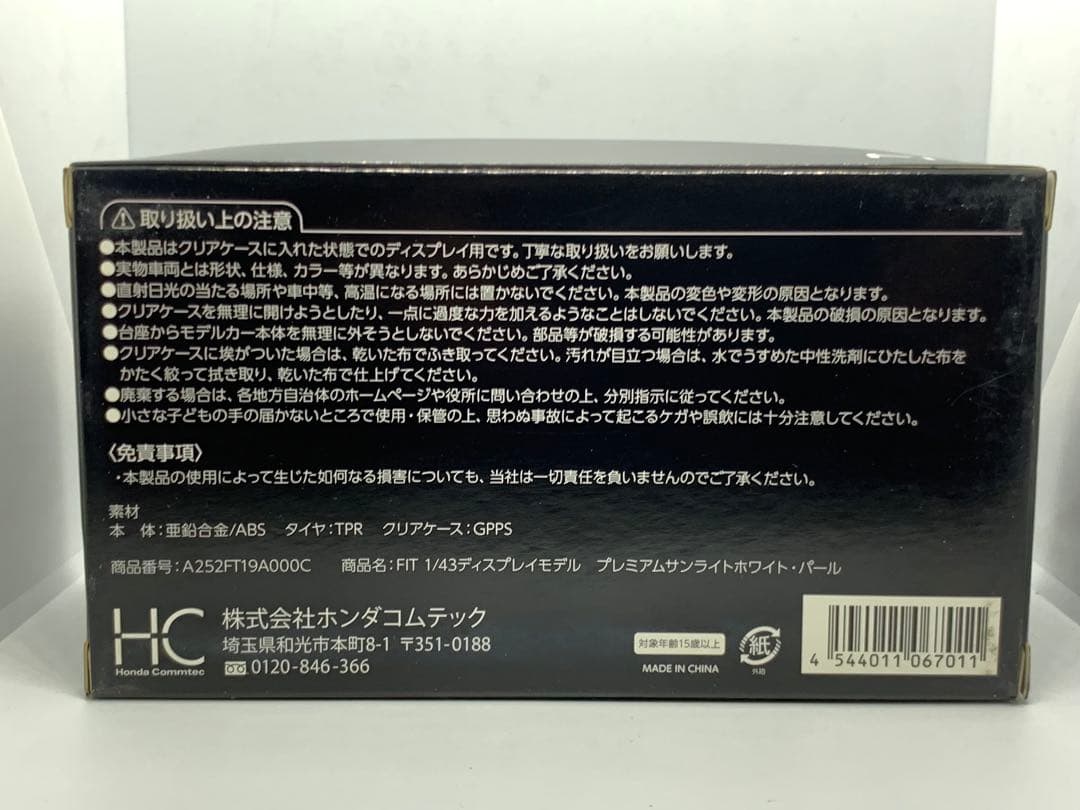 ⚠取り扱い上の注意
●本製品はクリアケースに入れた状態でのディスプレイ用です。丁寧な取り扱いをお願いします。
●実物車両とは形状、仕様、カラー等が異なります。あらかじめご了承ください。
●直射日光の当たる場所や車中等、高温になる場所には置かないでください。本製品の変色や変形の原因となります。
●クリアケースを無理に開けようとしたり、一点に過度な力を加えるようなことはしないでください。本製品の破損の原因となります。
●台座からモデルカー本体を無理に外そうとしないでください。部品等が破損する可能性があります。
●クリアケースに埃がついた場合は、乾いた布でふき取ってください。汚れが目立つ場合は、水でうすめた中性洗剤にひたした布を
かたく絞って拭き取り、乾いた布で仕上げてください。
●廃棄する場合は、各地方自治体のホームページや役所に問い合わせの上、分別指示に従ってください。
●小さな子どもの手の届かないところで使用・保管の上、思わぬ事故によって起こるケガや誤飲には十分注意してください。
〈免責事項〉
・本製品の使用によって生じた如何なる損害についても、当社は一切責任を負いませんのでご了承ください。
素材
本 体：亜鉛合金/ABS タイヤ：TPR クリアケース：GPPS
商品番号：A252FT19A000C 商品名：FIT 1/43ディスプレイモデル プレミアムサンライトホワイト・パール
HC
Honda Commtec
株式会社ホンダコムテック
埼玉県和光市本町8-1 〒351-0188
0120-846-366
対象年齢15歳以上
MADE IN CHINA
紙
外箱
4 544011 067011